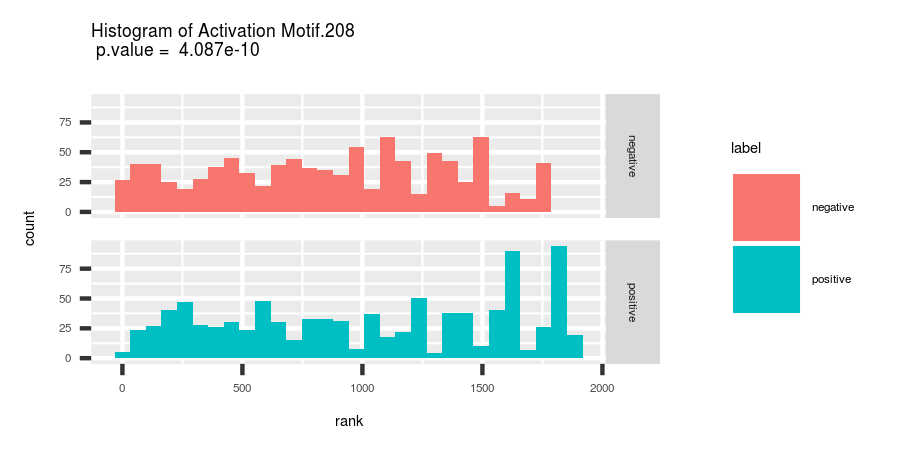 Histogram of Activation Motif.208
p.value = 4.087e-10
count
75
50
25
0
negative
75
50
25
0
positive
0 500 1000 1500 2000
rank
label
negative
positive